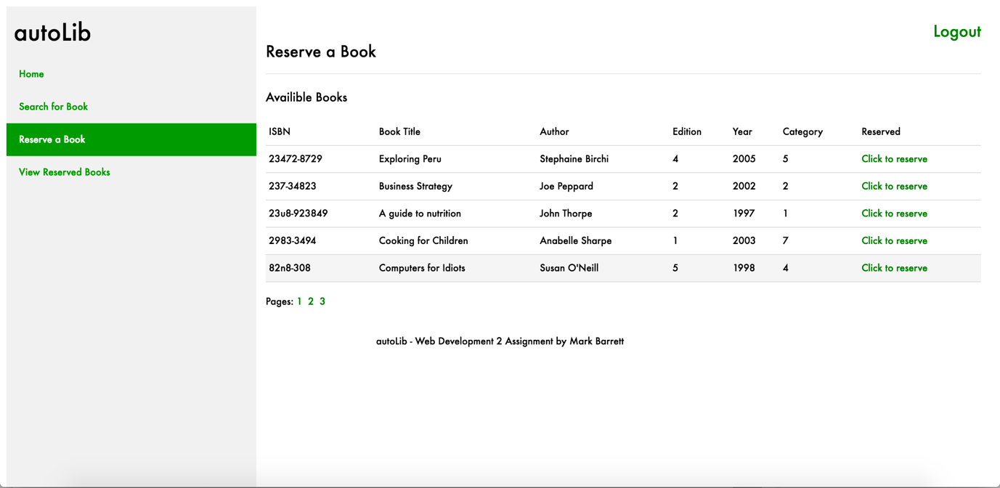 autoLib
Home
Search for Book
Reserve a Book
View Reserved Books
Logout
Reserve a Book
Availible Books
ISBN Book Title Author Edition Year Category Reserved
23472-8729 Exploring Peru Stephaine Birchi 4 2005 5 Click to reserve
237-34823 Business Strategy Joe Peppard 2 2002 2 Click to reserve
23u8-923849 A guide to nutrition John Thorpe 2 1997 1 Click to reserve
2983-3494 Cooking for Children Anabelle Sharpe 1 2003 7 Click to reserve
82n8-308 Computers for Idiots Susan O'Neill 5 1998 4 Click to reserve
Pages: 1 2 3
autoLib - Web Development 2 Assignment by Mark Barrett